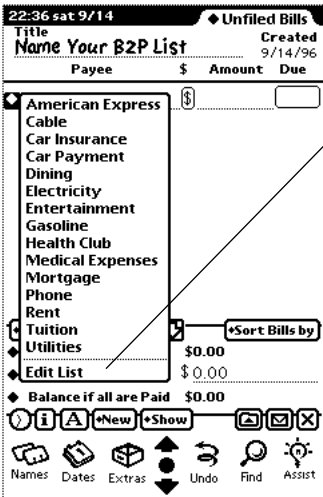 22:36 sat 9/14 ◆Unfiled Bills
Title Created
Name Your B2P List 9/14/96
Payee $ Amount Due
$
American Express
Cable
Car Insurance
Car Payment
Dining
Electricity
Entertainment
Gasoline
Health Club
Medical Expenses
Mortgage
Phone
Rent
Tuition
Utilities
Edit List
◆Sort Bills by
$0.00
$0.00
◆ Balance if all are Paid $0.00
i A ◆New ◆Show X
Names Dates Extras Undo Find Assist